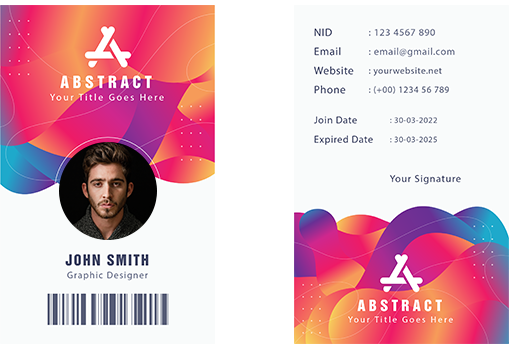 ABSTRACT
Your Title Goes Here
JOHN SMITH
Graphic Designer
NID : 123 4567 890
Email : email@gmail.com
Website : yourwebsite.net
Phone : (+00) 1234 56 789
Join Date : 30-03-2022
Expired Date : 30-03-2025
Your Signature
ABSTRACT
Your Title Goes Here